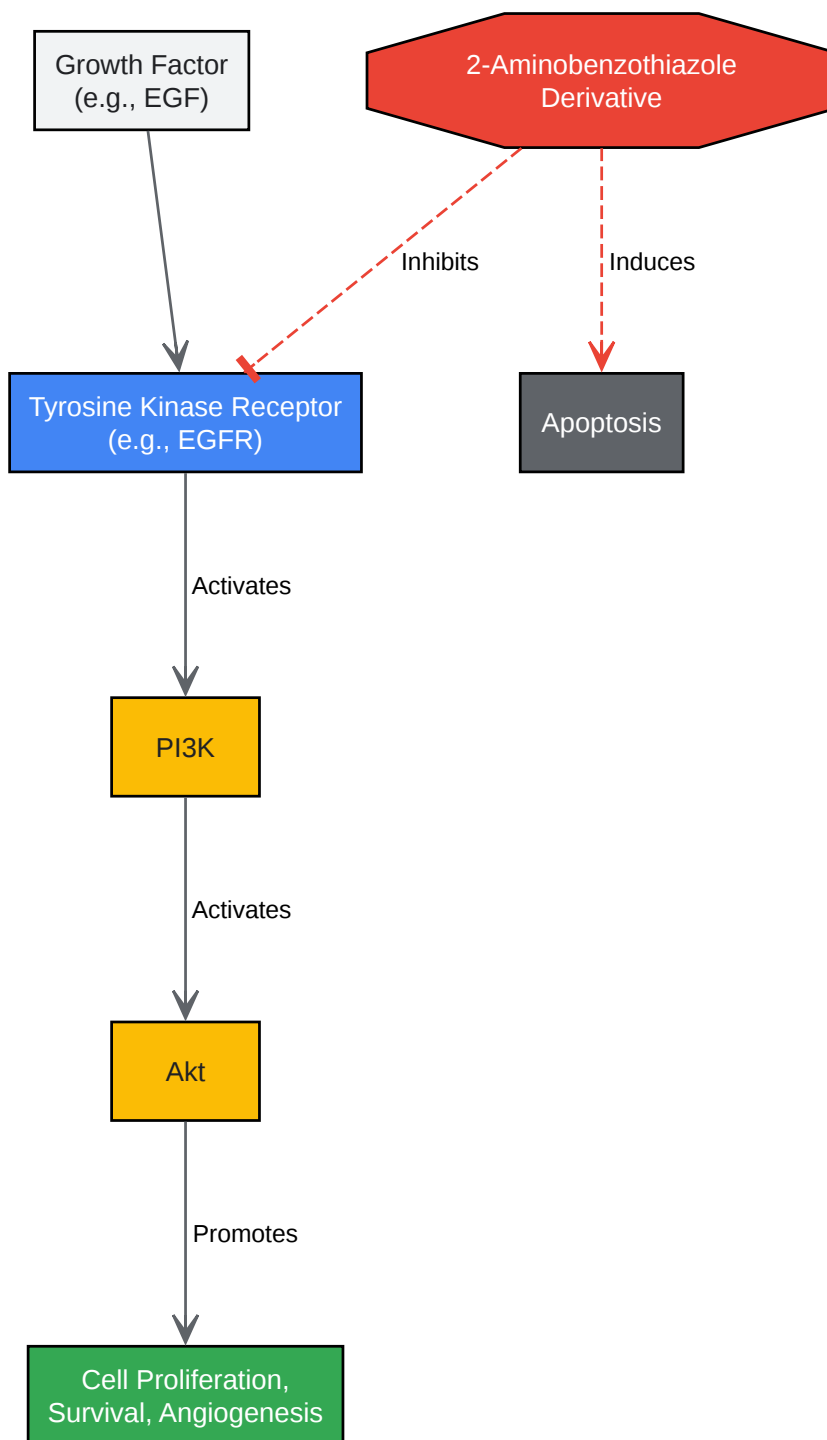 Growth Factor
(e.g., EGF)
2-Aminobenzothiazole
Derivative
Inhibits
Induces
Tyrosine Kinase Receptor
(e.g., EGFR)
Apoptosis
Activates
PI3K
Activates
Akt
Promotes
Cell Proliferation,
Survival, Angiogenesis